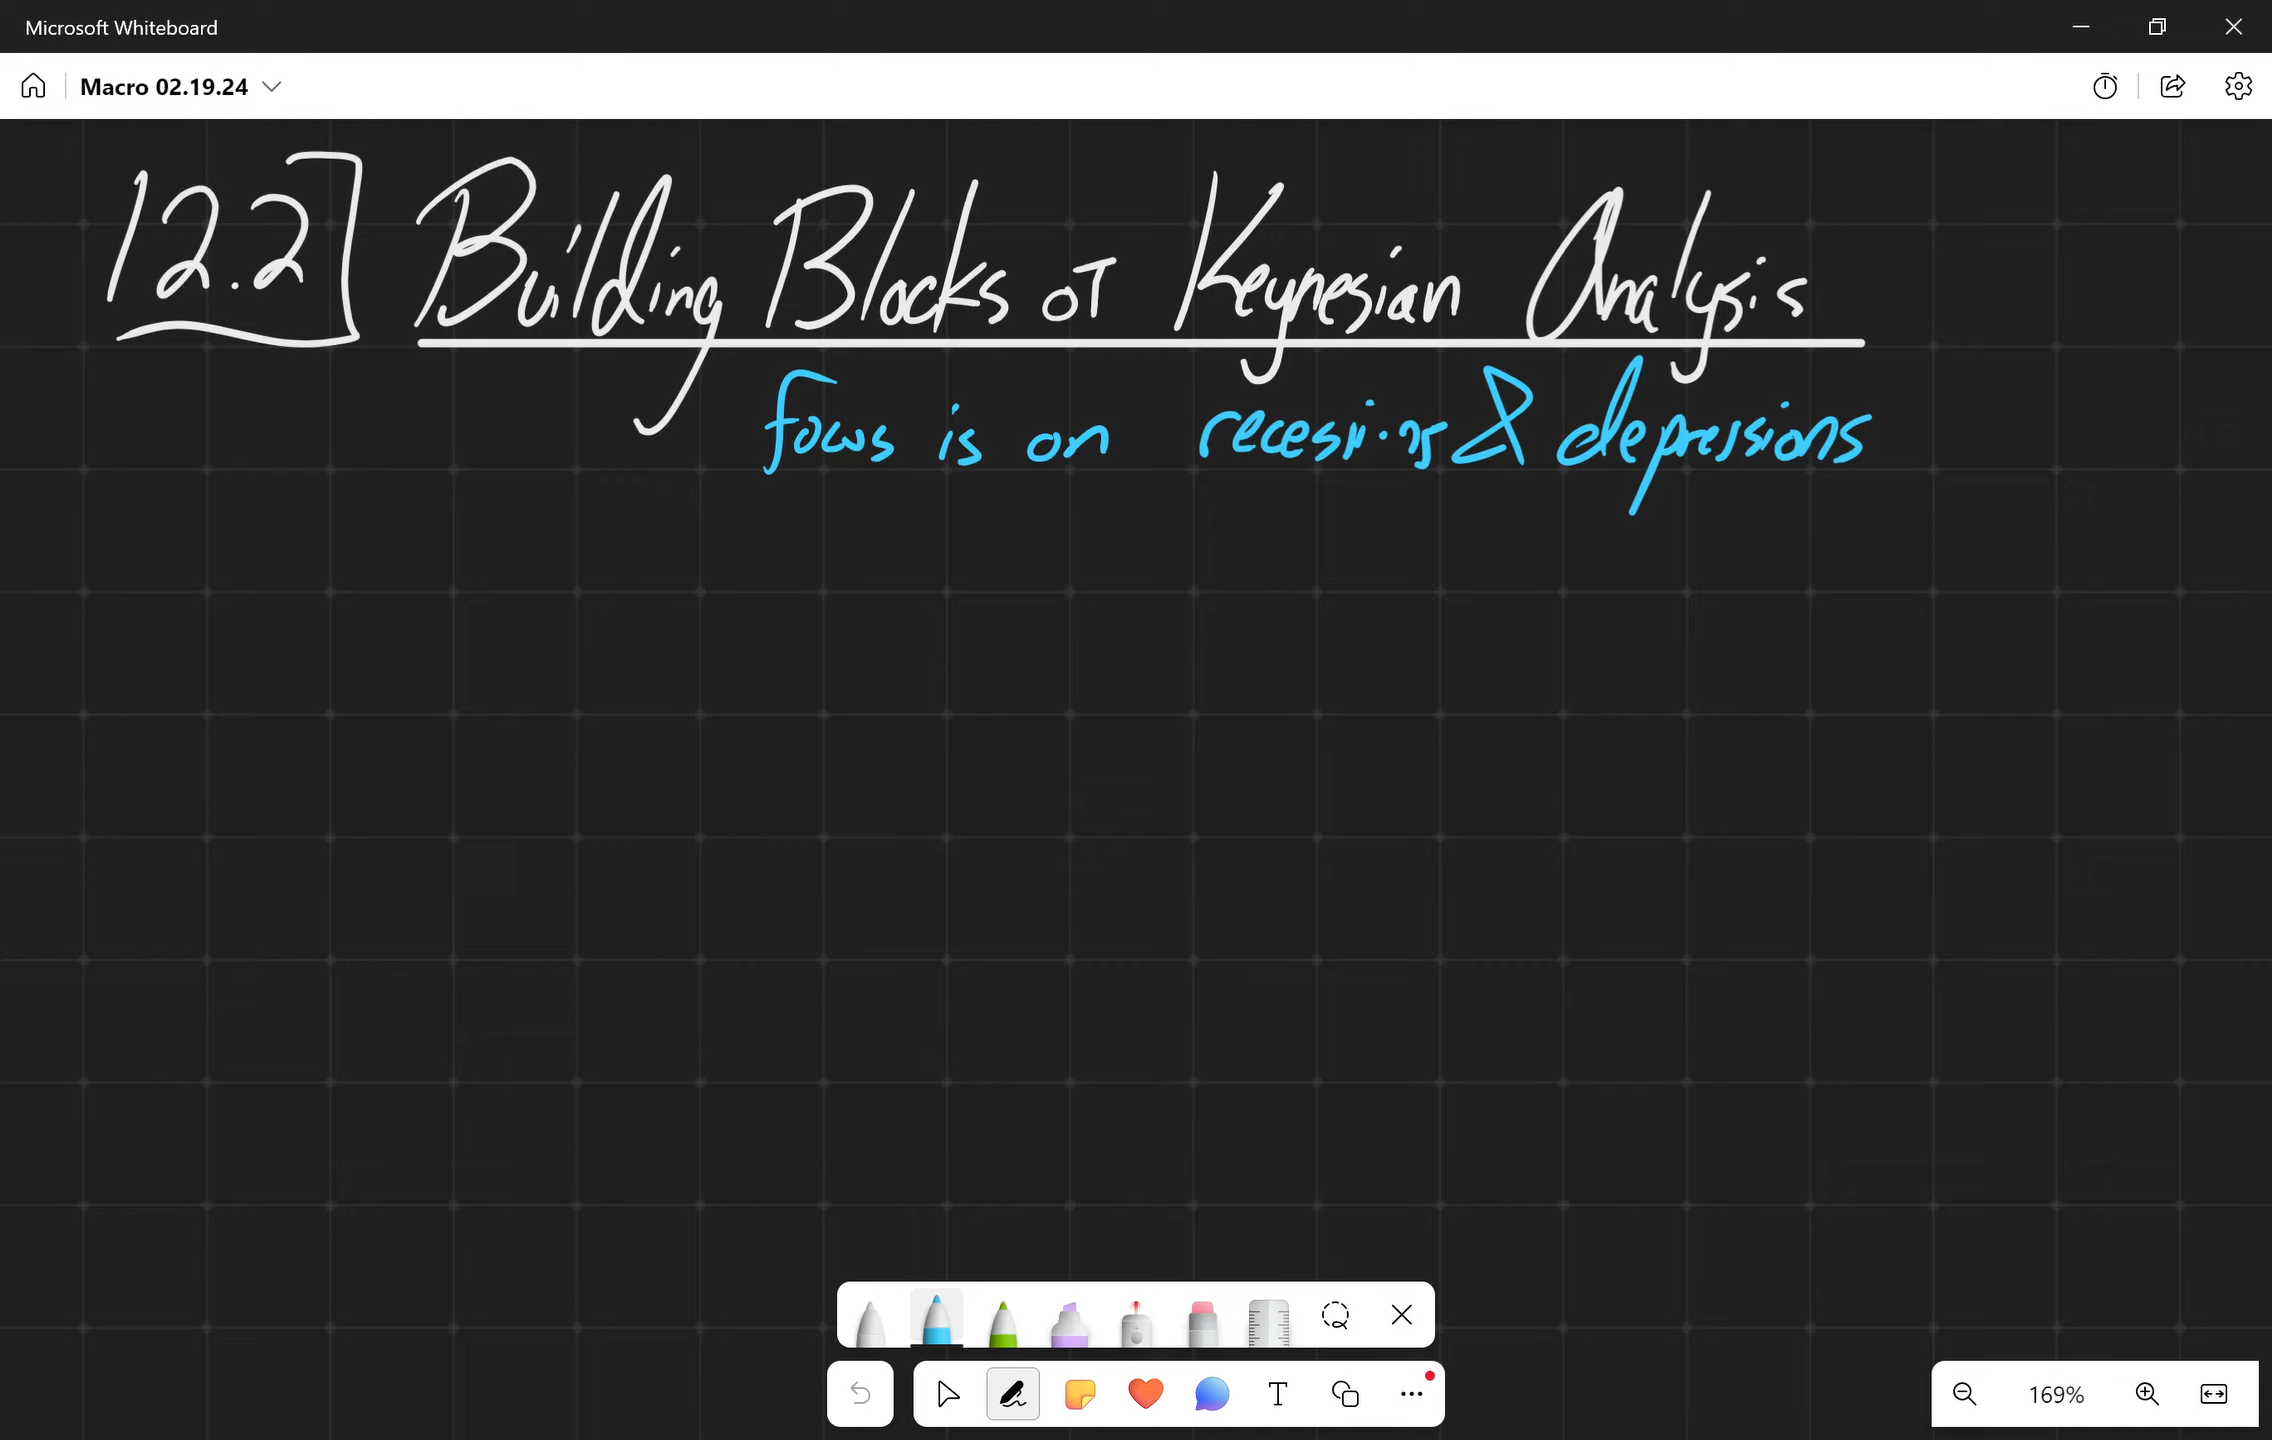 Microsoft Whiteboard
Macro 02.19.24
12.2] Building Blocks of Keynesian Analysis
focus is on recessions & depressions
T
169%